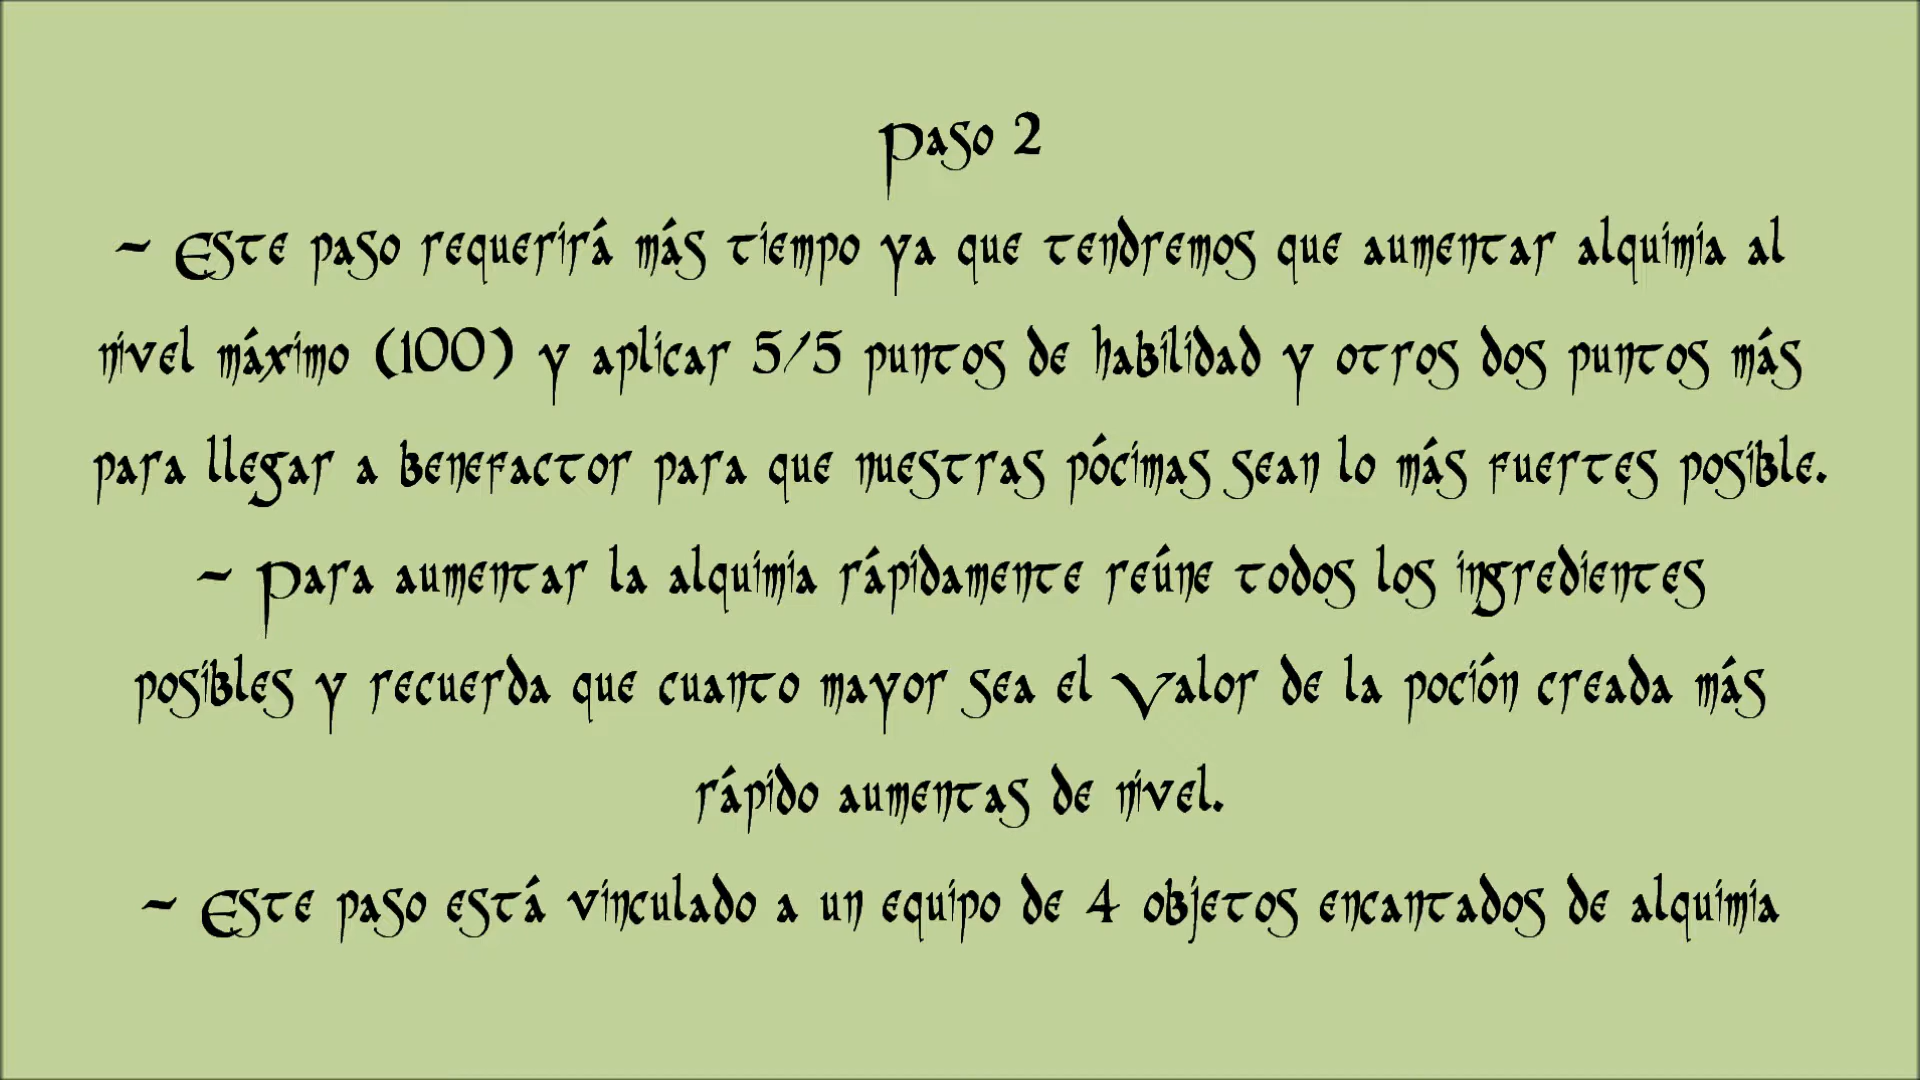 Paso 2
- Este paso requerirá más tiempo ya que tendremos que aumentar alquimia al
nivel máximo (100) y aplicar 5/5 puntos de habilidad y otros dos puntos más
para llegar a benefactor para que nuestras pócimas sean lo más fuertes posible.
- Para aumentar la alquimia rápidamente reúne todos los ingredientes
posibles y recuerda que cuanto mayor sea el Valor de la poción creada más
rápido aumentas de nivel.
- Este paso está vinculado a un equipo de 4 objetos encantados de alquimia